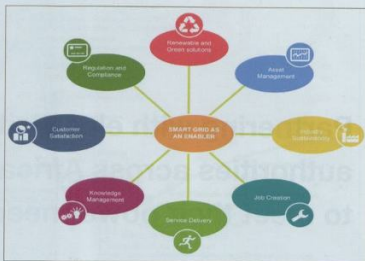 Renewable and
Green solutions
Regulation and
Compliance
Asset
Management
Customer
Satisfaction
SMART GRID AS
AN ENABLER
Industry
Knowledge
Management
Job Creation
Service Delivery